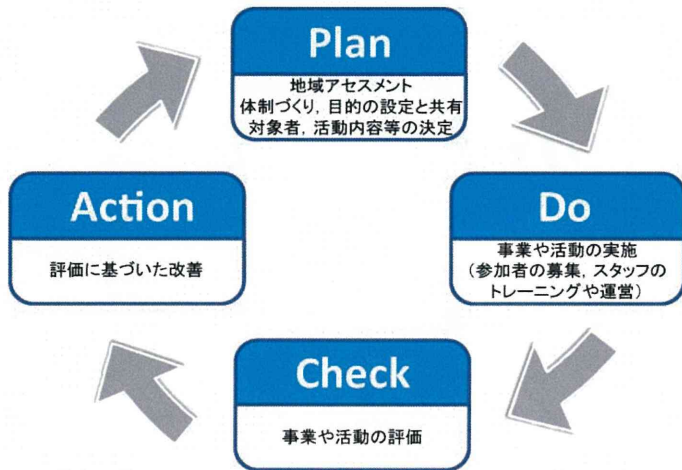 Plan
地域アセスメント
体制づくり, 目的の設定と共有
対象者, 活動内容等の決定
Do
事業や活動の実施
(参加者の募集, スタッフの
トレーニングや運営)
Check
事業や活動の評価
Action
評価に基づいた改善